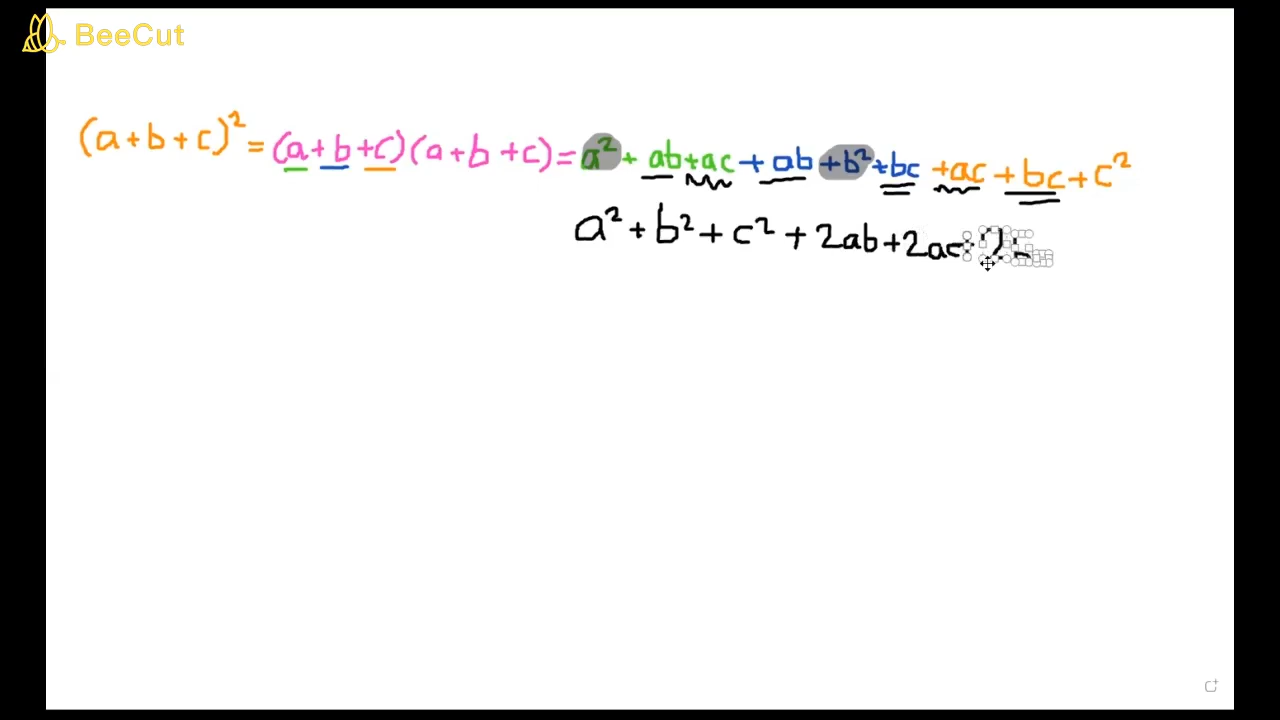 BeeCut
(a+b+c)² = (a+b+c)(a+b+c) = a² + ab+ac + ab +b² +bc +ac + bc + c²
a² + b² + c² + 2ab+2ac